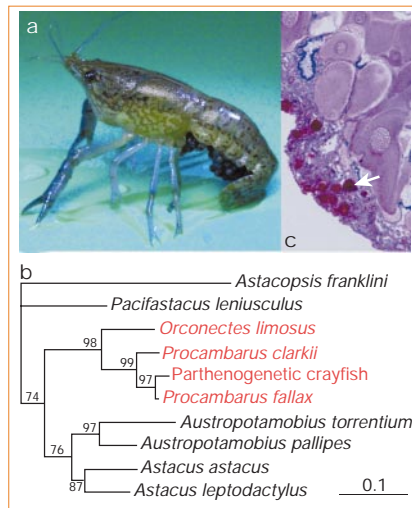 a
C
b
Astacopsis franklini
Pacifastacus leniusculus
98
Orconectes limosus
99
Procambarus clarkii
97
Parthenogenetic crayfish
Procambarus fallax
74
97
Austropotamobius torrentium
76
Austropotamobius pallipes
Astacus astacus
87
Astacus leptodactylus
0.1